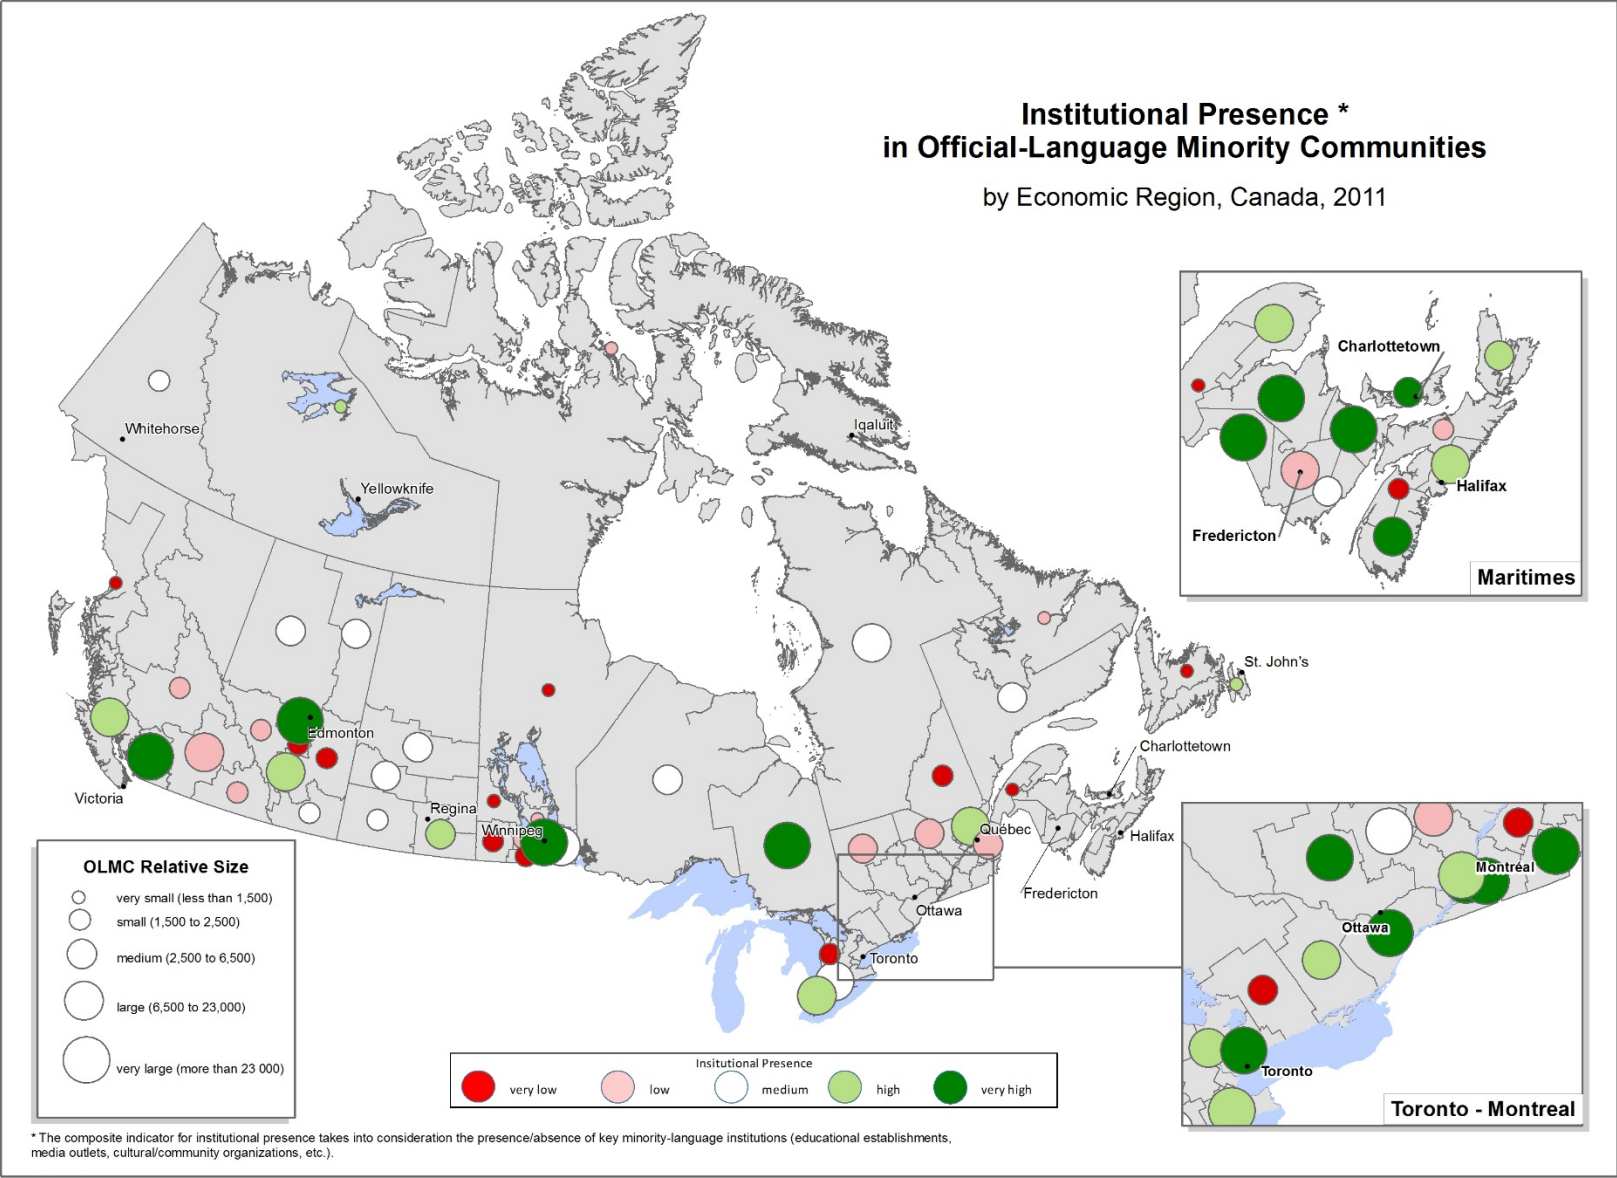 Institutional Presence *
in Official-Language Minority Communities
by Economic Region, Canada, 2011
Whitehorse
Yellowknife
Iqaluit
Edmonton
Victoria
Regina
Winnipeg
Québec
Ottawa
Toronto
St. John's
Charlottetown
Halifax
Fredericton
Charlottetown
Halifax
Fredericton
Maritimes
Montréal
Ottawa
Toronto
Toronto - Montreal
OLMC Relative Size
very small (less than 1,500)
small (1,500 to 2,500)
medium (2,500 to 6,500)
large (6,500 to 23,000)
very large (more than 23 000)
Insitutional Presence
very low
low
medium
high
very high
* The composite indicator for institutional presence takes into consideration the presence/absence of key minority-language institutions (educational establishments,
media outlets, cultural/community organizations, etc.).